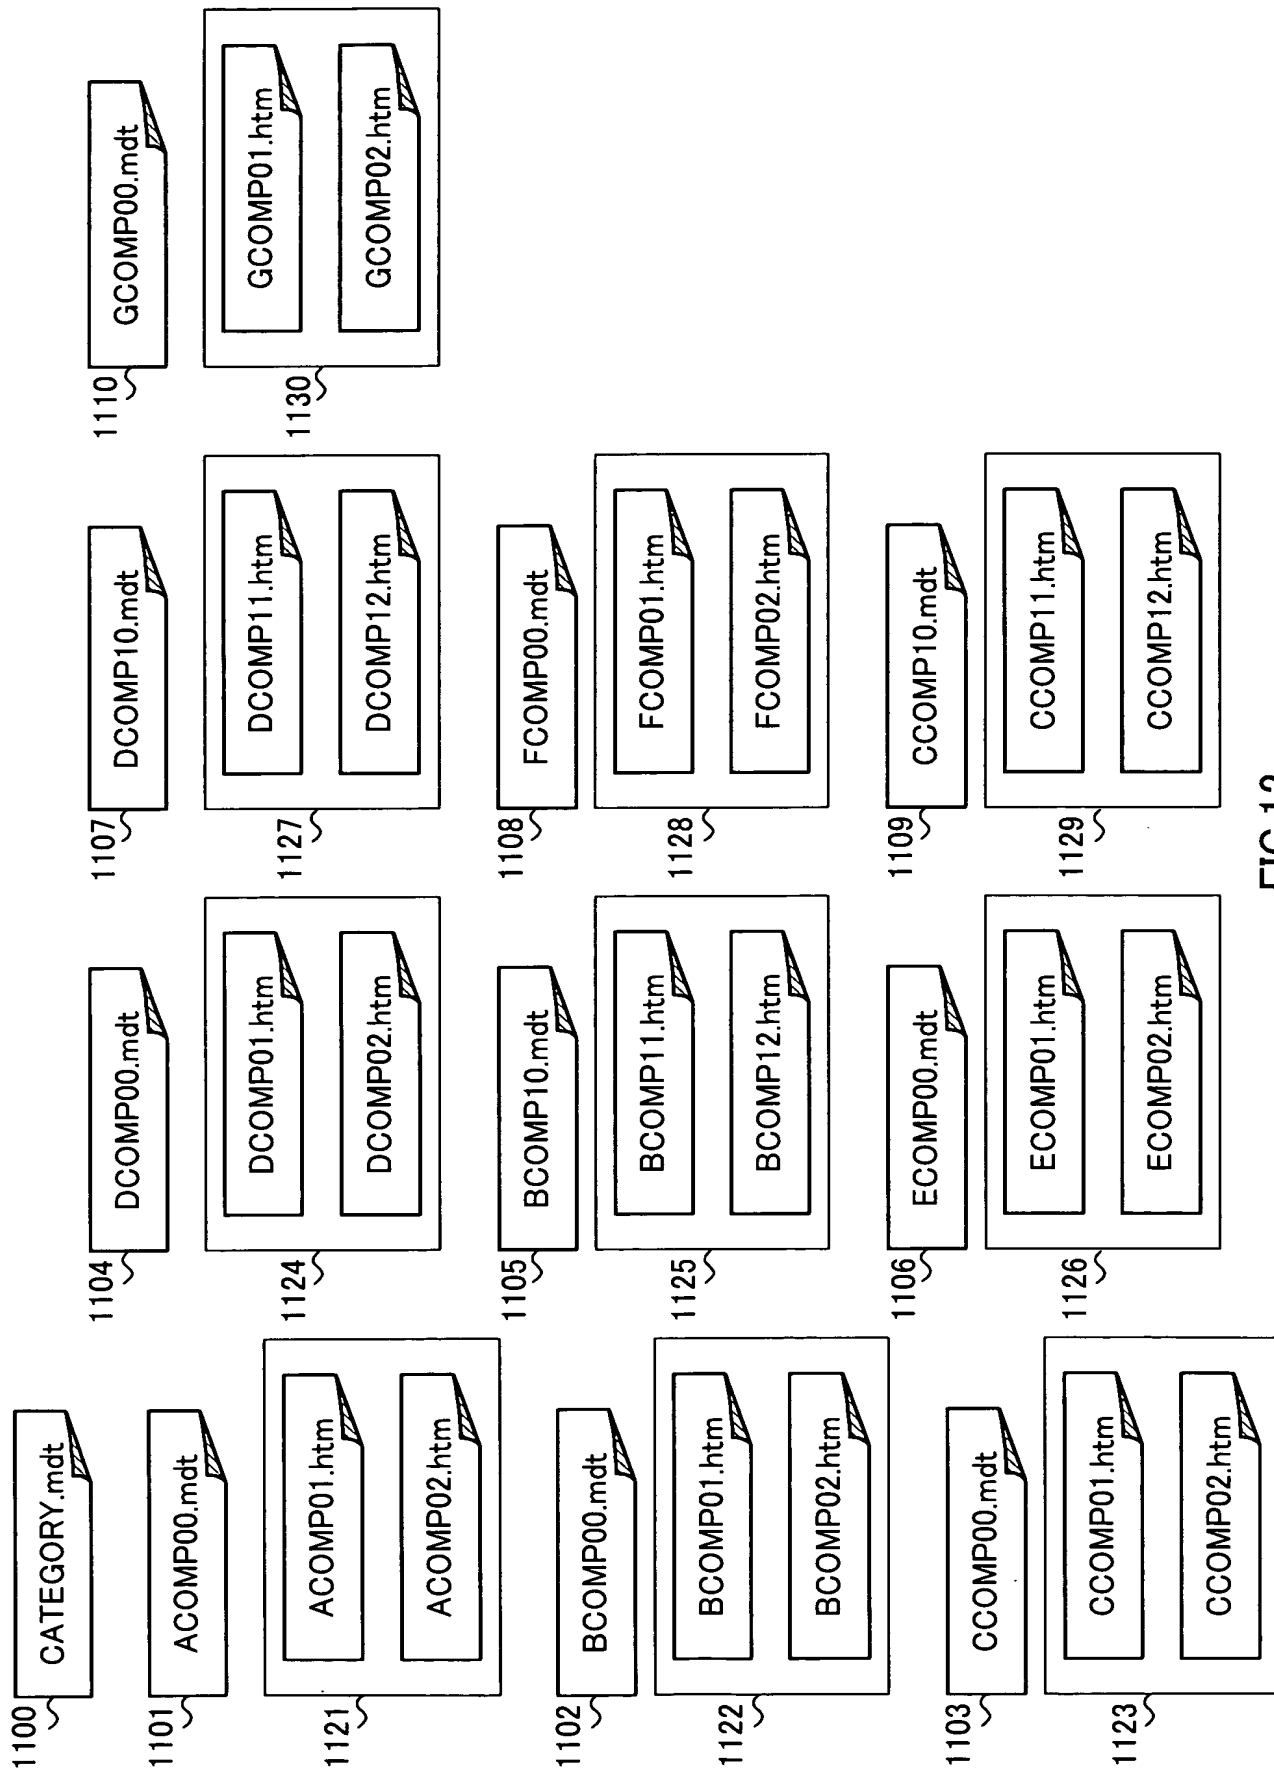 1100 CATEGORY.mdt
1101 ACOMP00.mdt
1121
ACOMP01.htm
ACOMP02.htm
1102 BCOMP00.mdt
1122
BCOMP01.htm
BCOMP02.htm
1103 CCOMP00.mdt
1123
CCOMP01.htm
CCOMP02.htm
1104 DCOMP00.mdt
1124
DCOMP01.htm
DCOMP02.htm
1105 BCOMP10.mdt
1125
BCOMP11.htm
BCOMP12.htm
1106 ECOMP00.mdt
1126
ECOMP01.htm
ECOMP02.htm
1107 DCOMP10.mdt
1127
DCOMP11.htm
DCOMP12.htm
1108 FCOMP00.mdt
1128
FCOMP01.htm
FCOMP02.htm
1109 CCOMP10.mdt
1129
CCOMP11.htm
CCOMP12.htm
1110 GCOMP00.mdt
1130
GCOMP01.htm
GCOMP02.htm